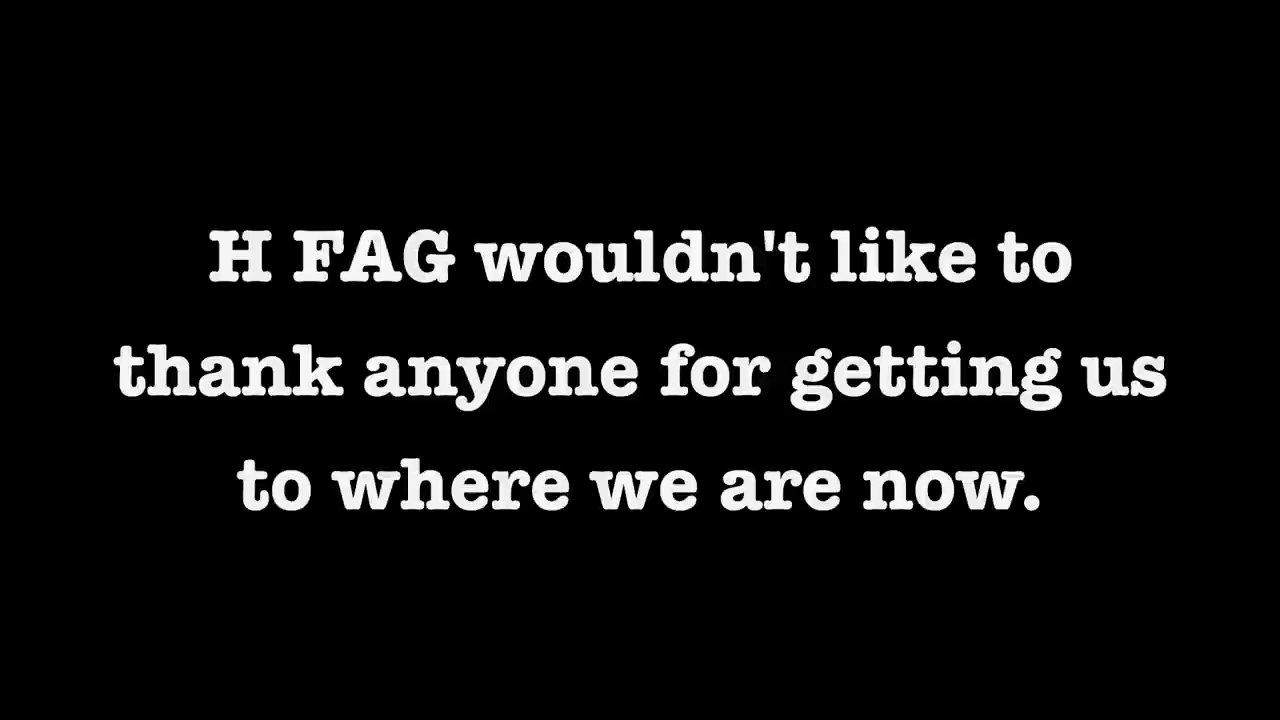 H FAG wouldn't like to
thank anyone for getting us
to where we are now.